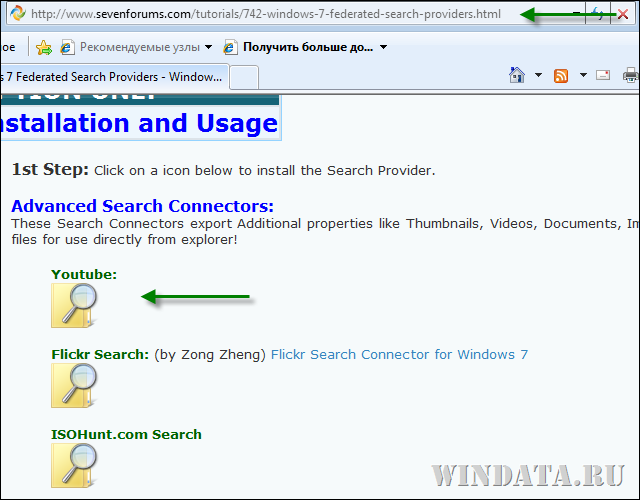 http://www.sevenforums.com/tutorials/742-windows-7-federated-search-providers.html
ное
Рекомендуемые узлы
Получить больше до...
s 7 Federated Search Providers - Window...
ONLY
nstallation and Usage
1st Step: Click on a icon below to install the Search Provider.
Advanced Search Connectors:
These Search Connectors export Additional properties like Thumbnails, Videos, Documents, Im
files for use directly from explorer!
Youtube:
Flickr Search: (by Zong Zheng) Flickr Search Connector for Windows 7
ISOHunt.com Search
WINDATA.RU